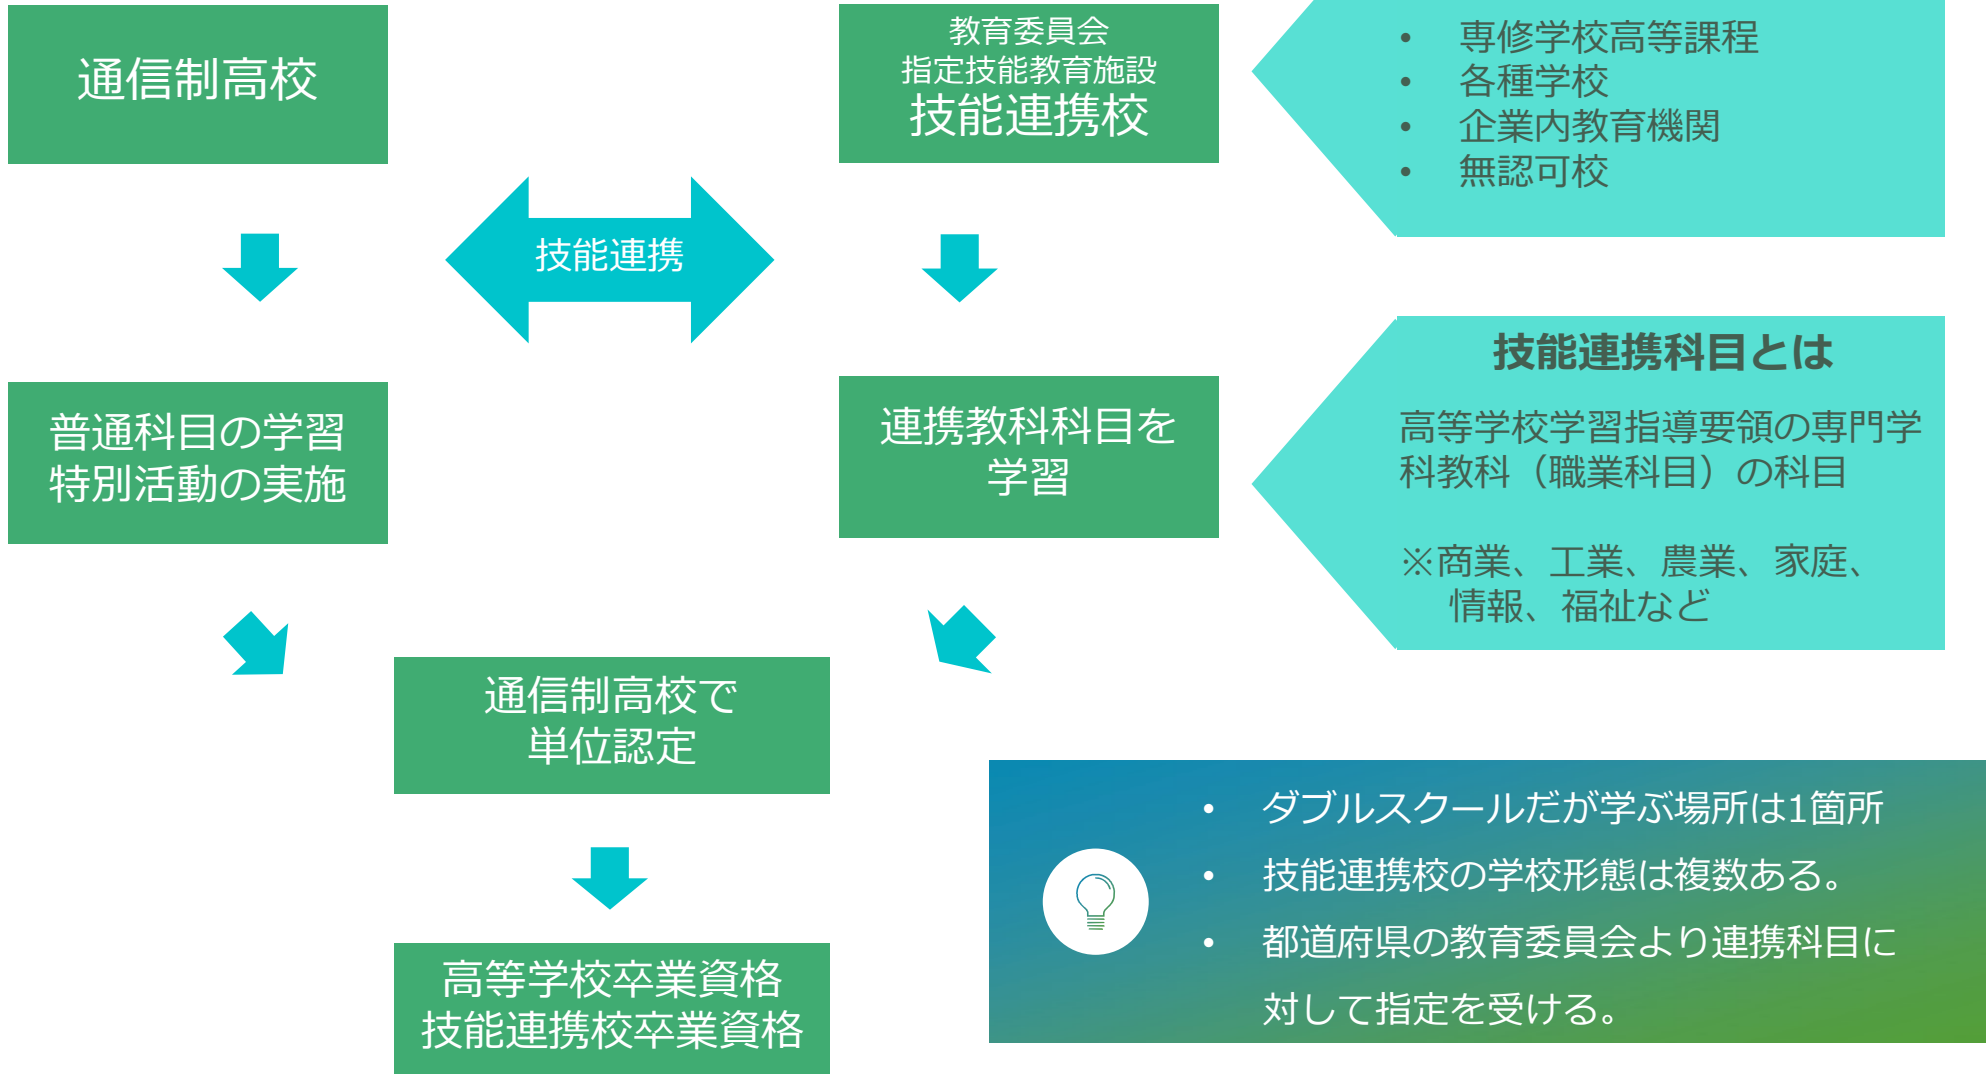 通信制高校
教育委員会
指定技能教育施設
技能連携校
• 専修学校高等課程
• 各種学校
• 企業内教育機関
• 無認可校
技能連携
普通科目の学習
特別活動の実施
連携教科科目を
学習
技能連携科目とは
高等学校学習指導要領の専門学
科教科（職業科目）の科目
※商業、工業、農業、家庭、
情報、福祉など
通信制高校で
単位認定
高等学校卒業資格
技能連携校卒業資格
• ダブルスクールだが学ぶ場所は1箇所
• 技能連携校の学校形態は複数ある。
• 都道府県の教育委員会より連携科目に
対して指定を受ける。